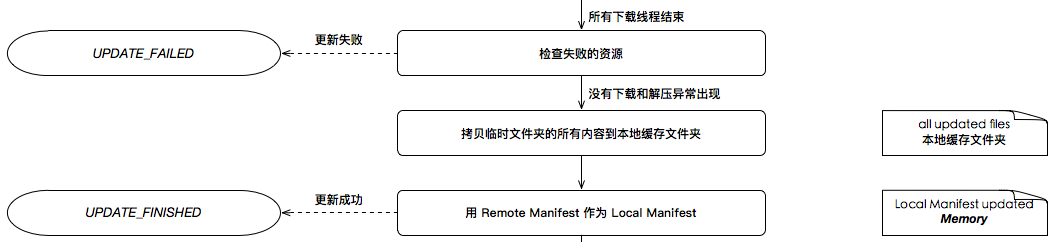 所有下载线程结束
更新失败
UPDATE_FAILED
检查失败的资源
没有下载和解压异常出现
拷贝临时文件夹的所有内容到本地缓存文件夹
all updated files
本地缓存文件夹
更新成功
UPDATE_FINISHED
用 Remote Manifest 作为 Local Manifest
Local Manifest updated
Memory